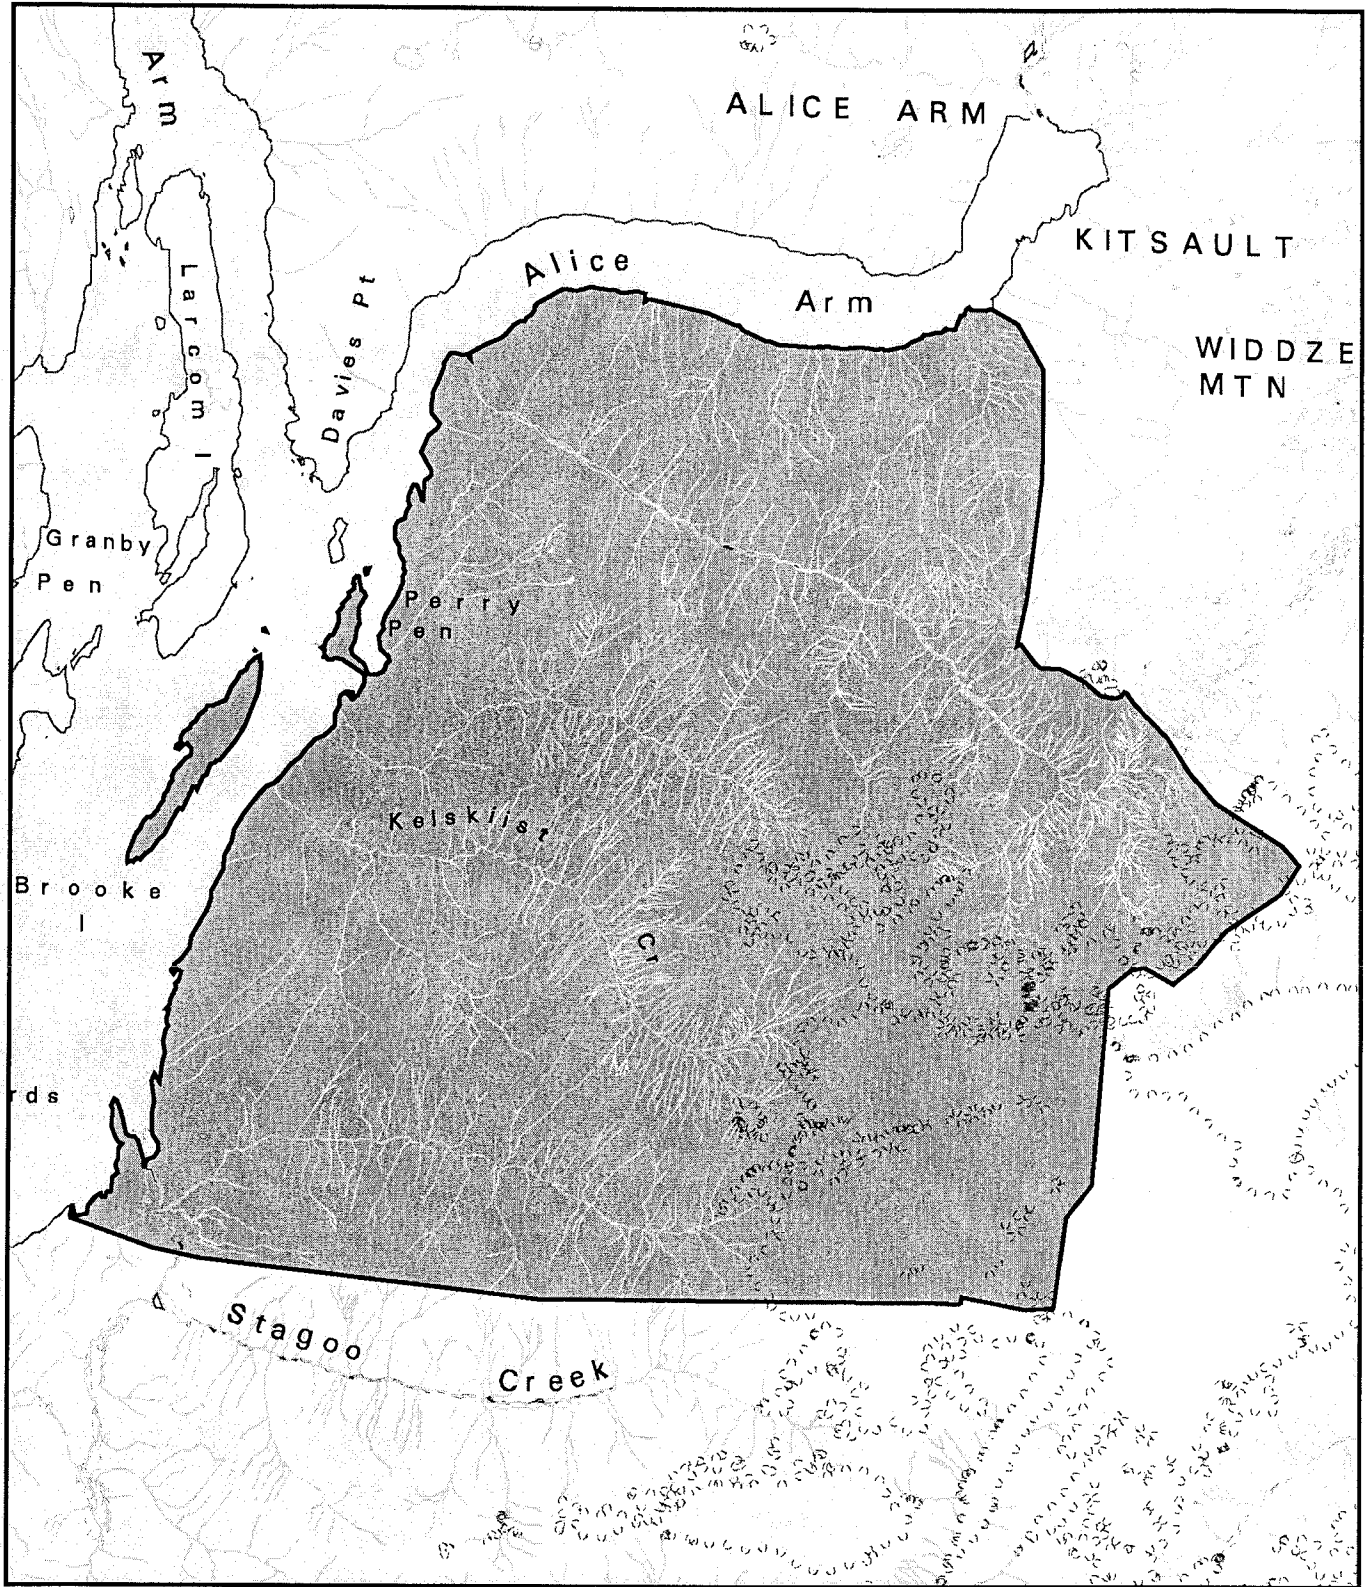 Arm
ALICE ARM
KITSAULT
Alice
Arm
Larcom I
Davies Pt
WIDDZE
MTN
Granby
Pen
Perry
Pen
Kelskiist
Brooke
I
Cr
rds
Stagoo
Creek